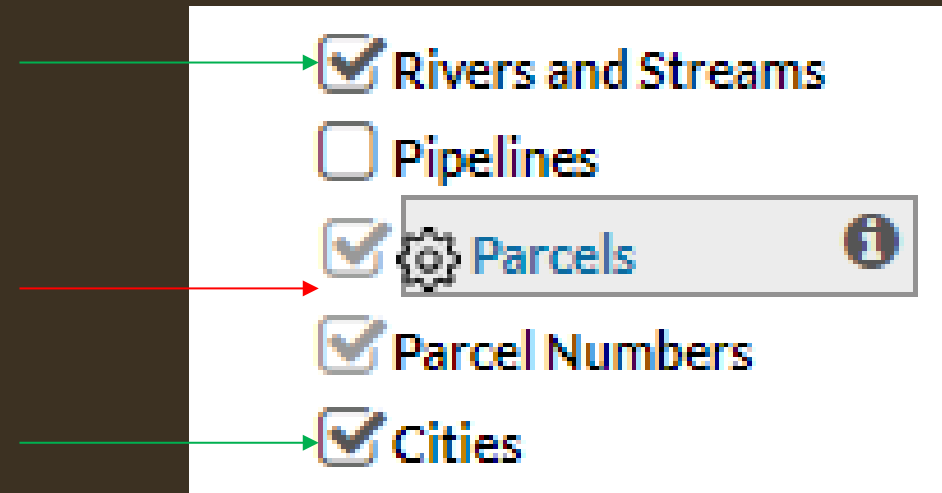 Rivers and Streams
Pipelines
Parcels
Parcel Numbers
Cities